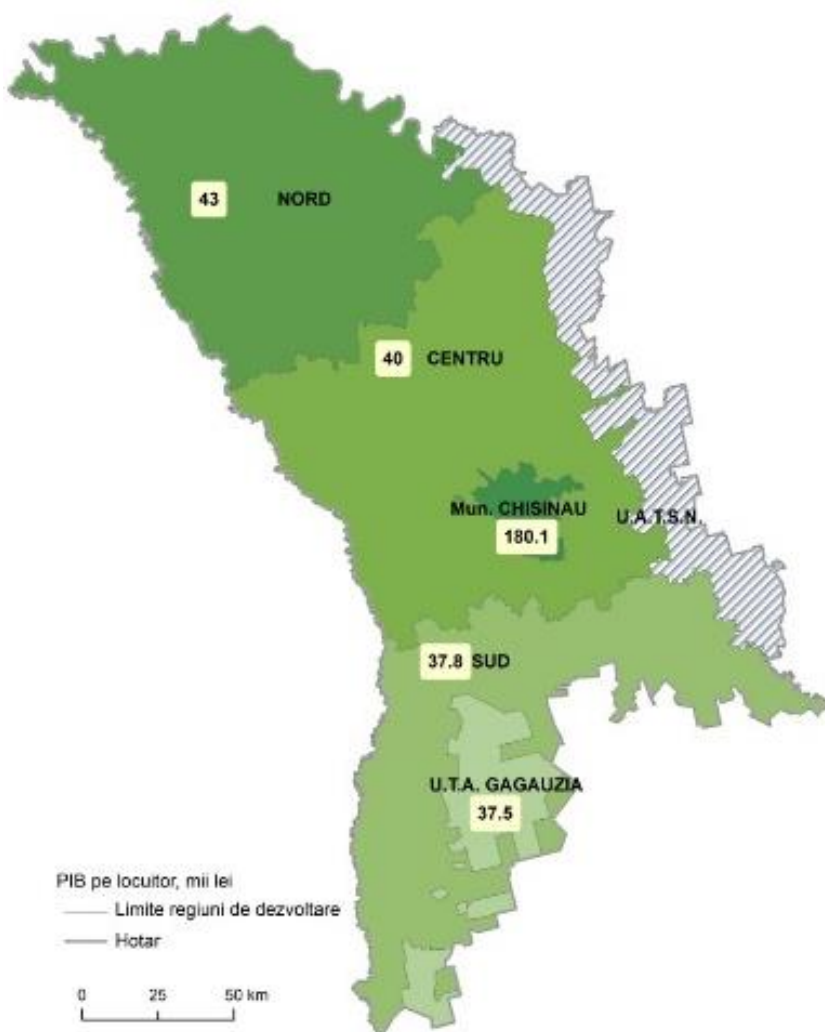 43 NORD
40 CENTRU
Mun. CHISINAU
180.1
U.A.T.S.N.
37.8 SUD
U.T.A. GAGAUZIA
37.5
PIB pe locuitor, mii lei
Limite regiuni de dezvoltare
Hotar
0 25 50 km